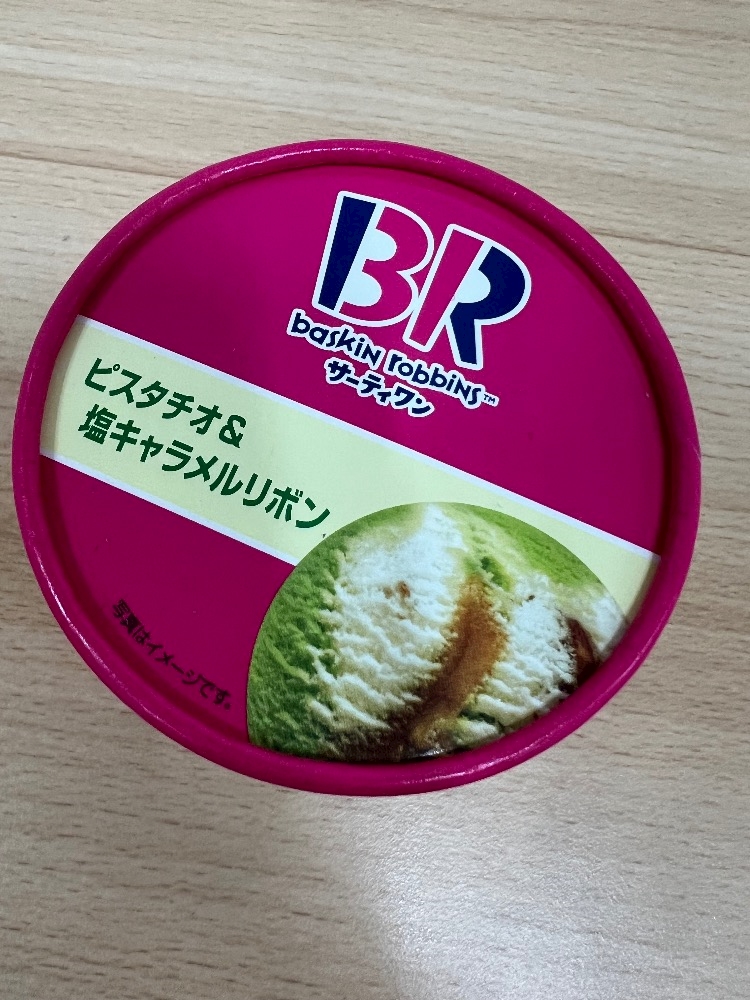 BR
baskin robbins™
サーティワン
ピスタチオ&
塩キャラメルリボン
写真はイメージです。